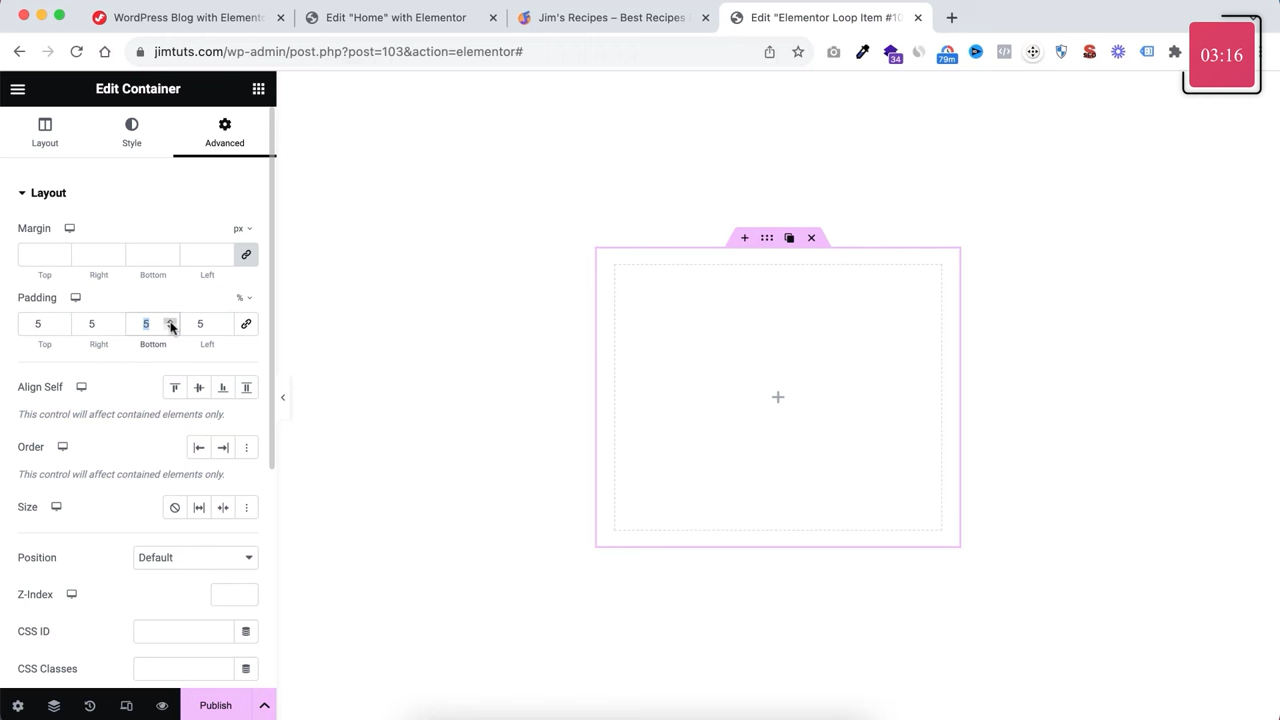 WordPress Blog with Element
Edit "Home" with Elementor
Jim's Recipes – Best Recipes
Edit "Elementor Loop Item #10
03:16
jimtuts.com/wp-admin/post.php?post=103&action=elementor#
34
79m
Edit Container
Layout
Style
Advanced
Layout
Margin
px
Top
Right
Bottom
Left
Padding
%
5
5
5
5
Top
Right
Bottom
Left
Align Self
This control will affect contained elements only.
Order
This control will affect contained elements only.
Size
Position
Default
Z-Index
CSS ID
CSS Classes
Publish